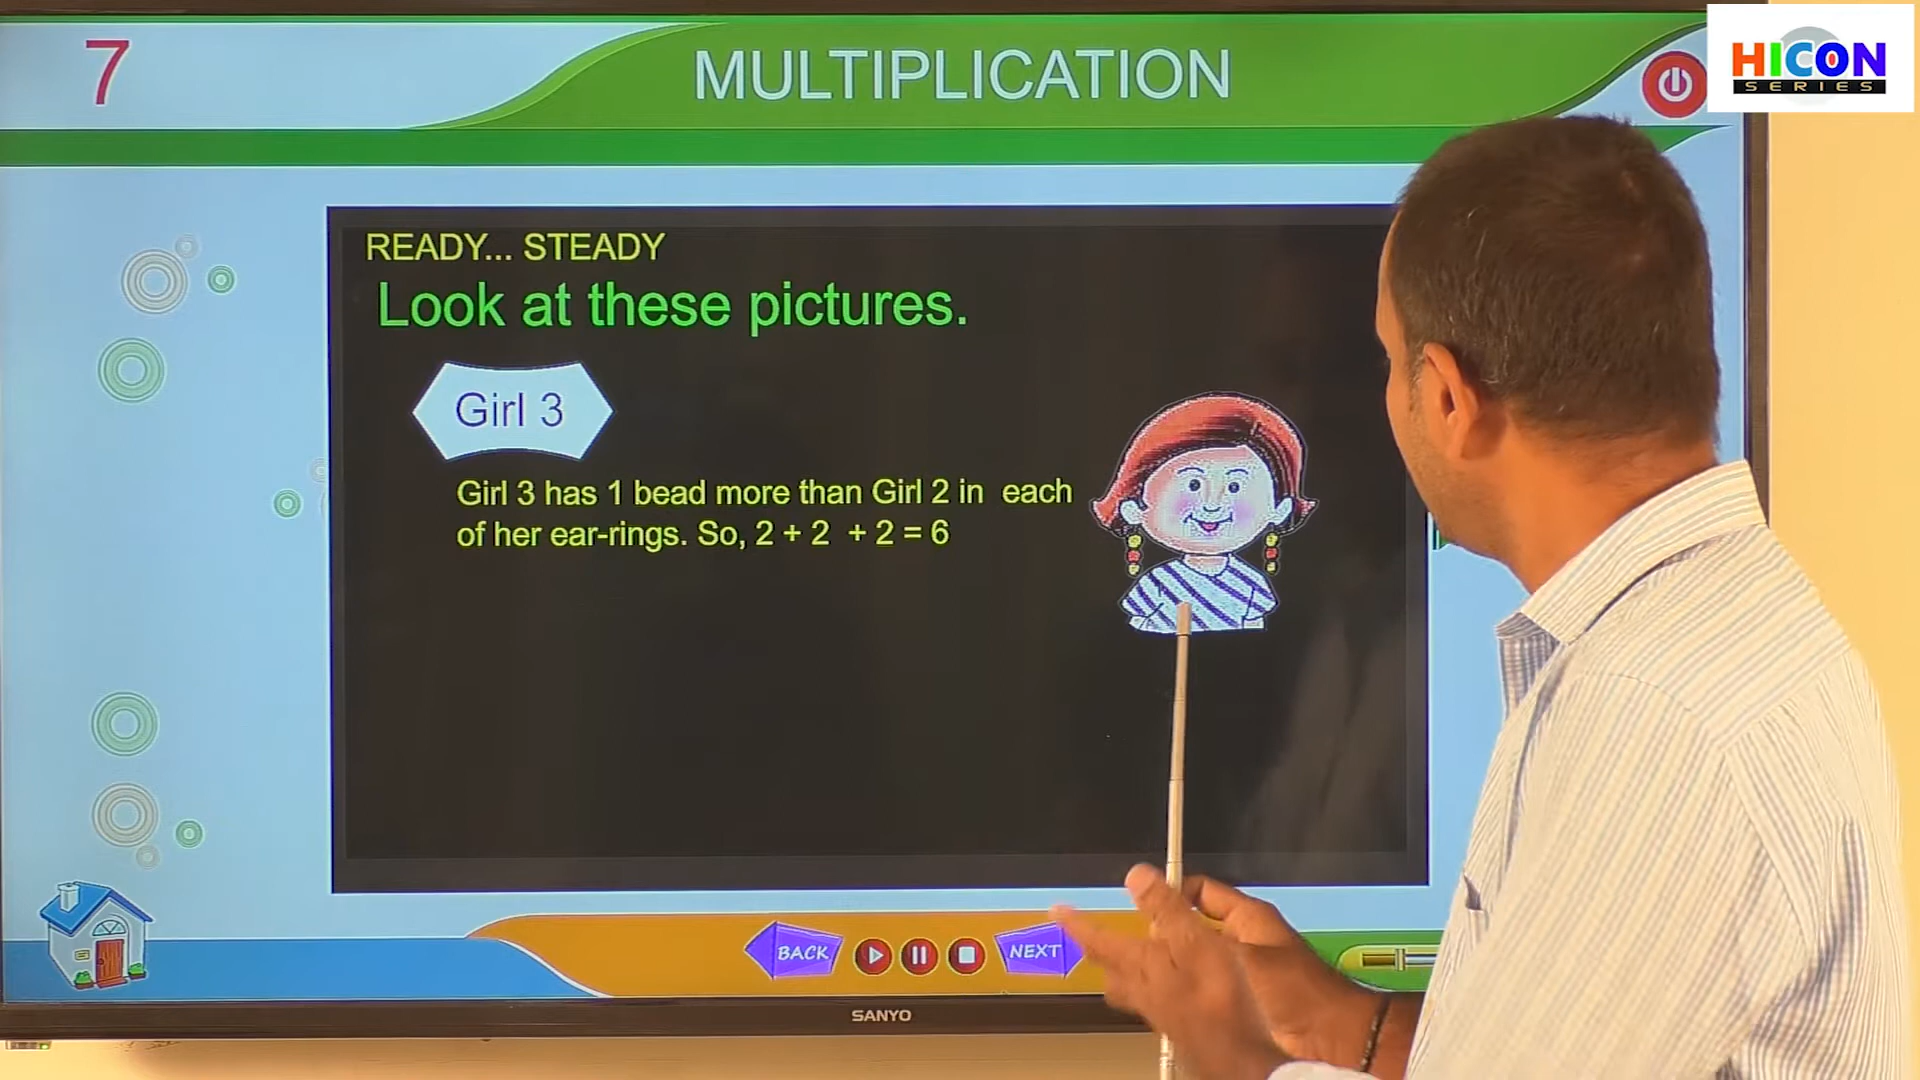 7
MULTIPLICATION
HICON
SERIES
READY... STEADY
Look at these pictures.
Girl 3
Girl 3 has 1 bead more than Girl 2 in each
of her ear-rings. So, 2 + 2 + 2 = 6
BACK
NEXT
SANYO